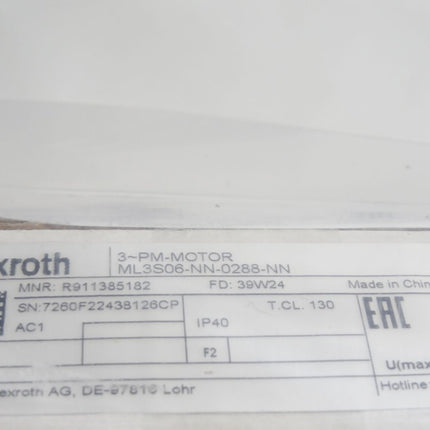 xroth
3~PM-MOTOR
ML3S06-NN-0288-NN
MNR: R911385182 FD: 39W24 Made in Chin
SN:7260F22438126CP T.CL. 130 EAC
AC1 IP40
F2
U(max
exroth AG, DE-97816 Lohr Hotline